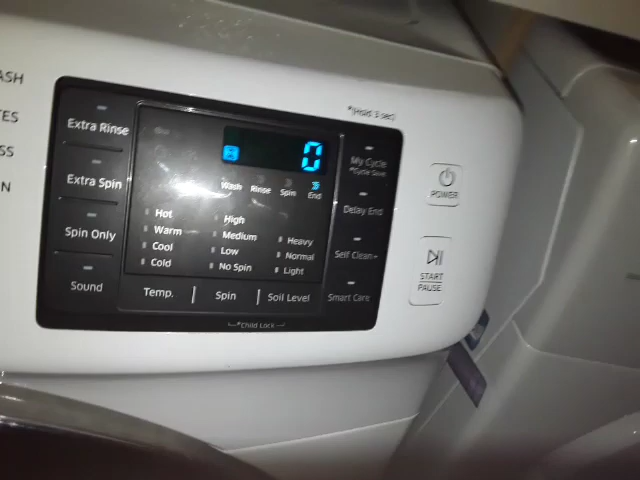 ASH
TES
SS
N
*(Hold 3 sec)
Extra Rinse
Extra Spin
Spin Only
Sound
0
Wash Rinse Spin End
Hot
Warm
Cool
Cold
High
Medium
Low
No Spin
Heavy
Normal
Light
Temp.
Spin
Soil Level
My Cycle
*Cycle Save
Delay End
Self Clean+
Smart Care
*Child Lock
POWER
START
PAUSE